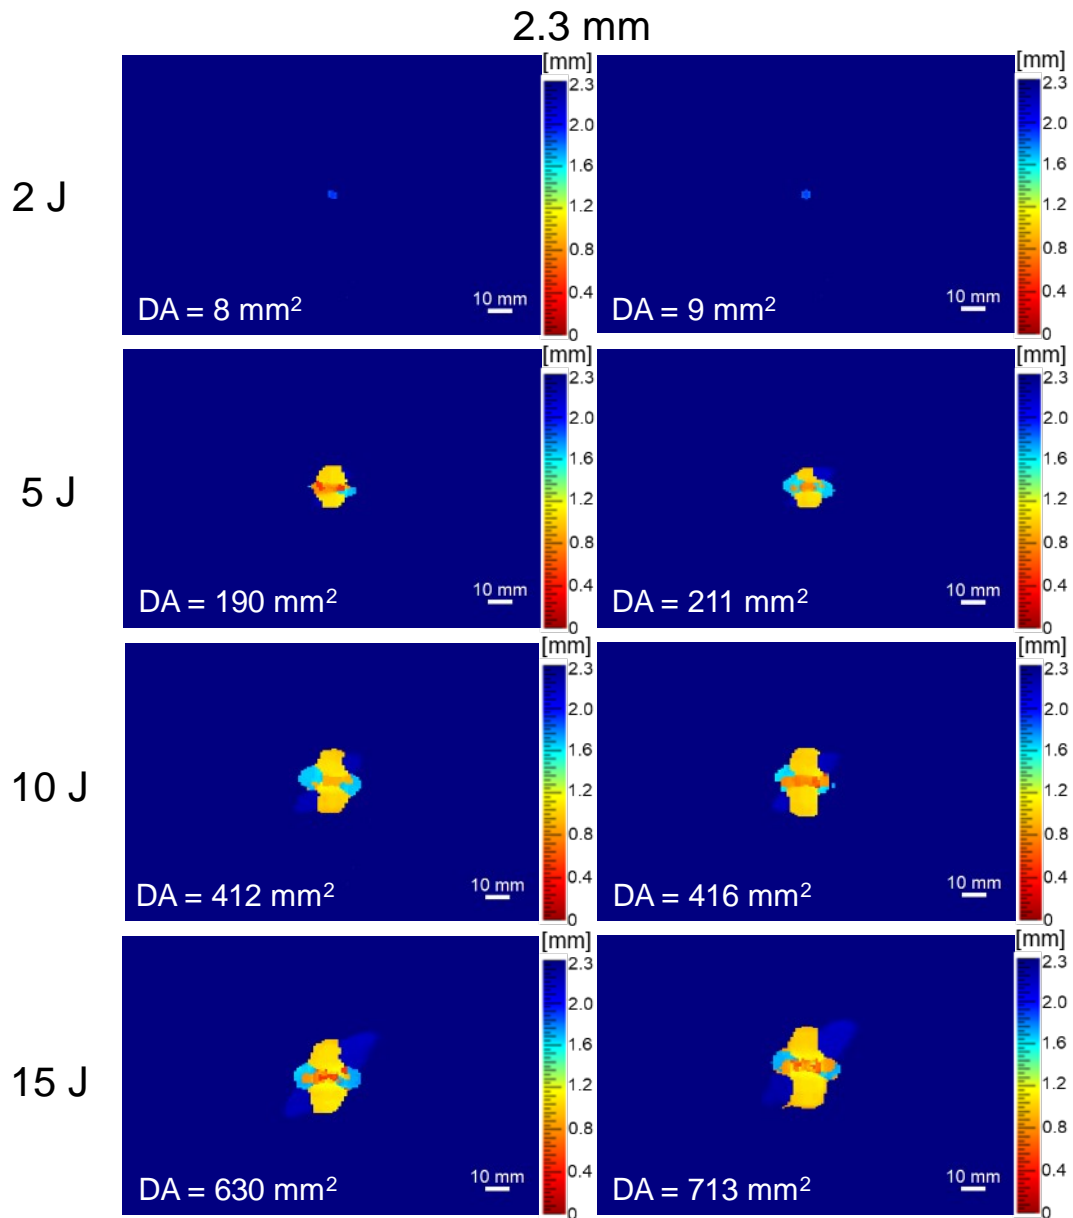 2.3 mm
[mm]
2.3
2.0
1.6
1.2
0.8
0.4
0
[mm]
2.3
2.0
1.6
1.2
0.8
0.4
0
2 J
DA = 8 mm²
10 mm
DA = 9 mm²
10 mm
[mm]
2.3
2.0
1.6
1.2
0.8
0.4
0
[mm]
2.3
2.0
1.6
1.2
0.8
0.4
0
5 J
DA = 190 mm²
10 mm
DA = 211 mm²
10 mm
[mm]
2.3
2.0
1.6
1.2
0.8
0.4
0
[mm]
2.3
2.0
1.6
1.2
0.8
0.4
0
10 J
DA = 412 mm²
10 mm
DA = 416 mm²
10 mm
[mm]
2.3
2.0
1.6
1.2
0.8
0.4
0
[mm]
2.3
2.0
1.6
1.2
0.8
0.4
0
15 J
DA = 630 mm²
10 mm
DA = 713 mm²
10 mm